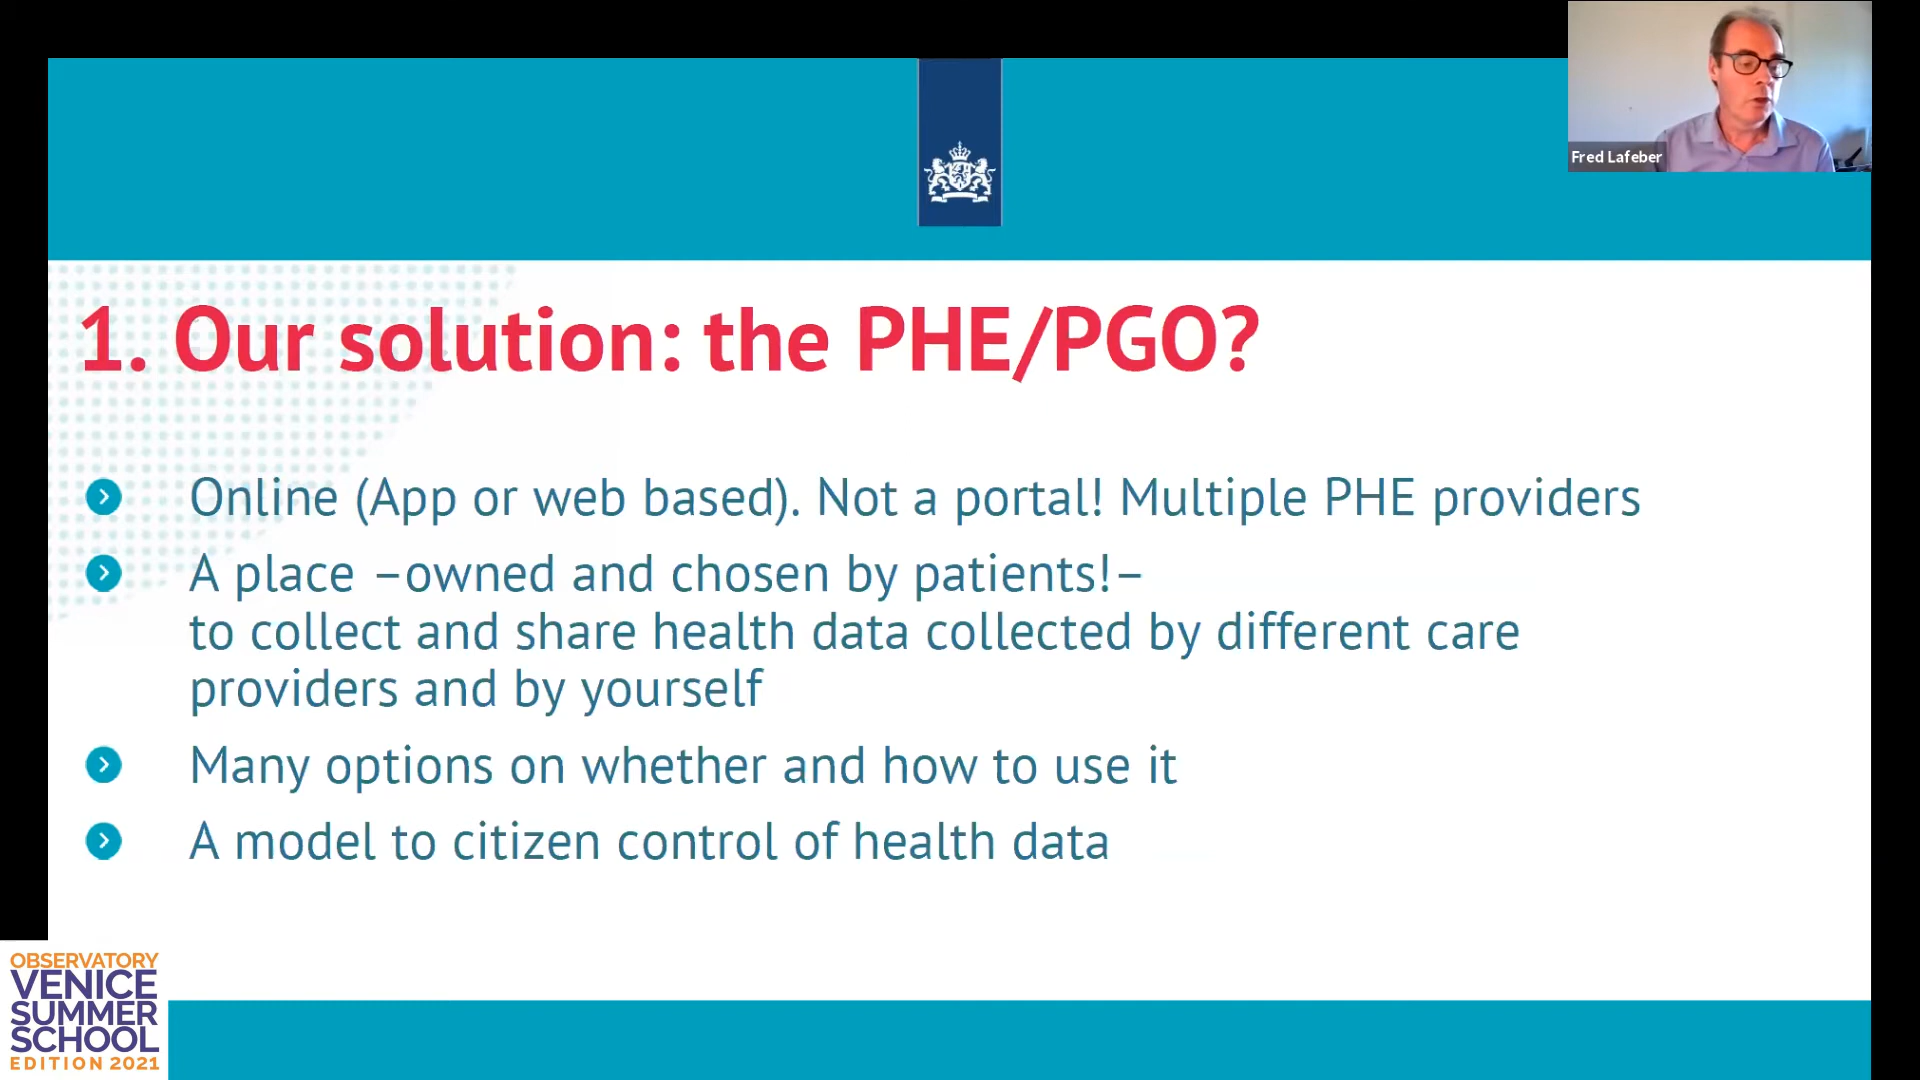 Fred Lafeber
1. Our solution: the PHE/PGO?
Online (App or web based). Not a portal! Multiple PHE providers
A place –owned and chosen by patients!–
to collect and share health data collected by different care
providers and by yourself
Many options on whether and how to use it
A model to citizen control of health data
OBSERVATORY
VENICE
SUMMER
SCHOOL
EDITION 2021